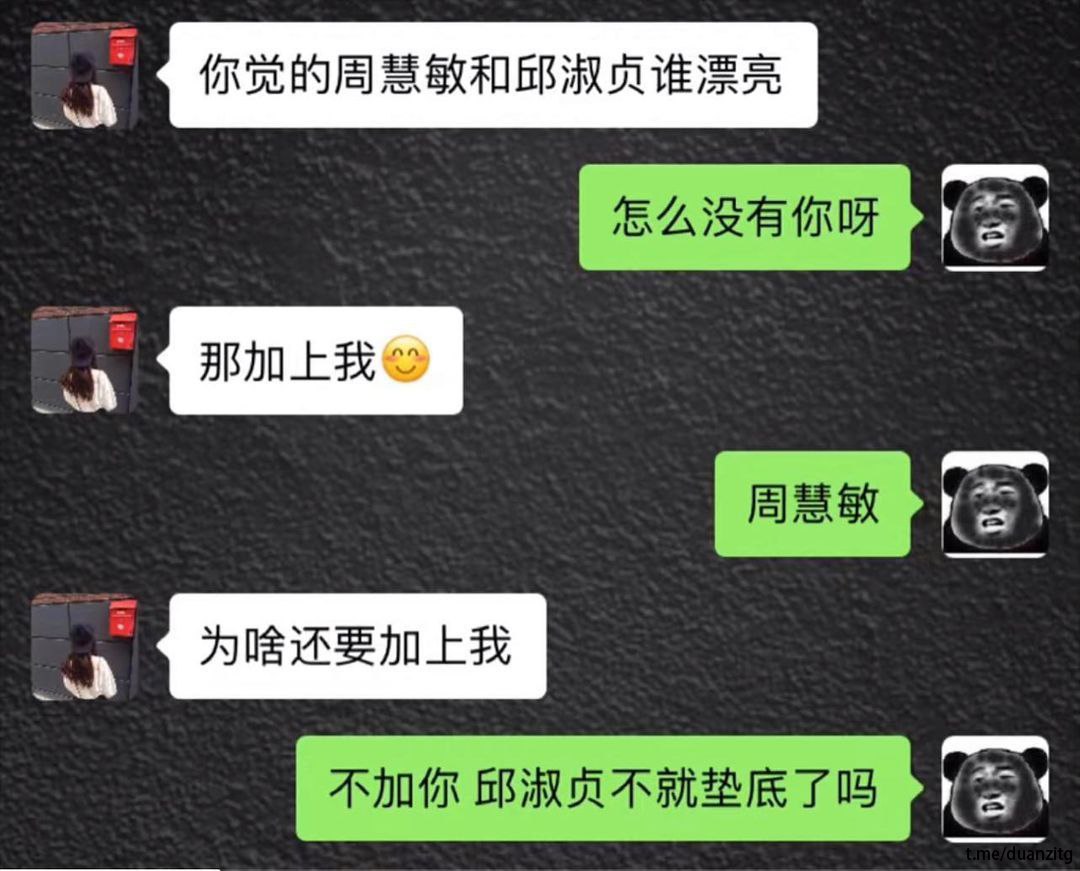 你觉的周慧敏和邱淑贞谁漂亮
怎么没有你呀
那加上我😊
周慧敏
为啥还要加上我
不加你 邱淑贞不就垫底了吗
t.me/duanzitg